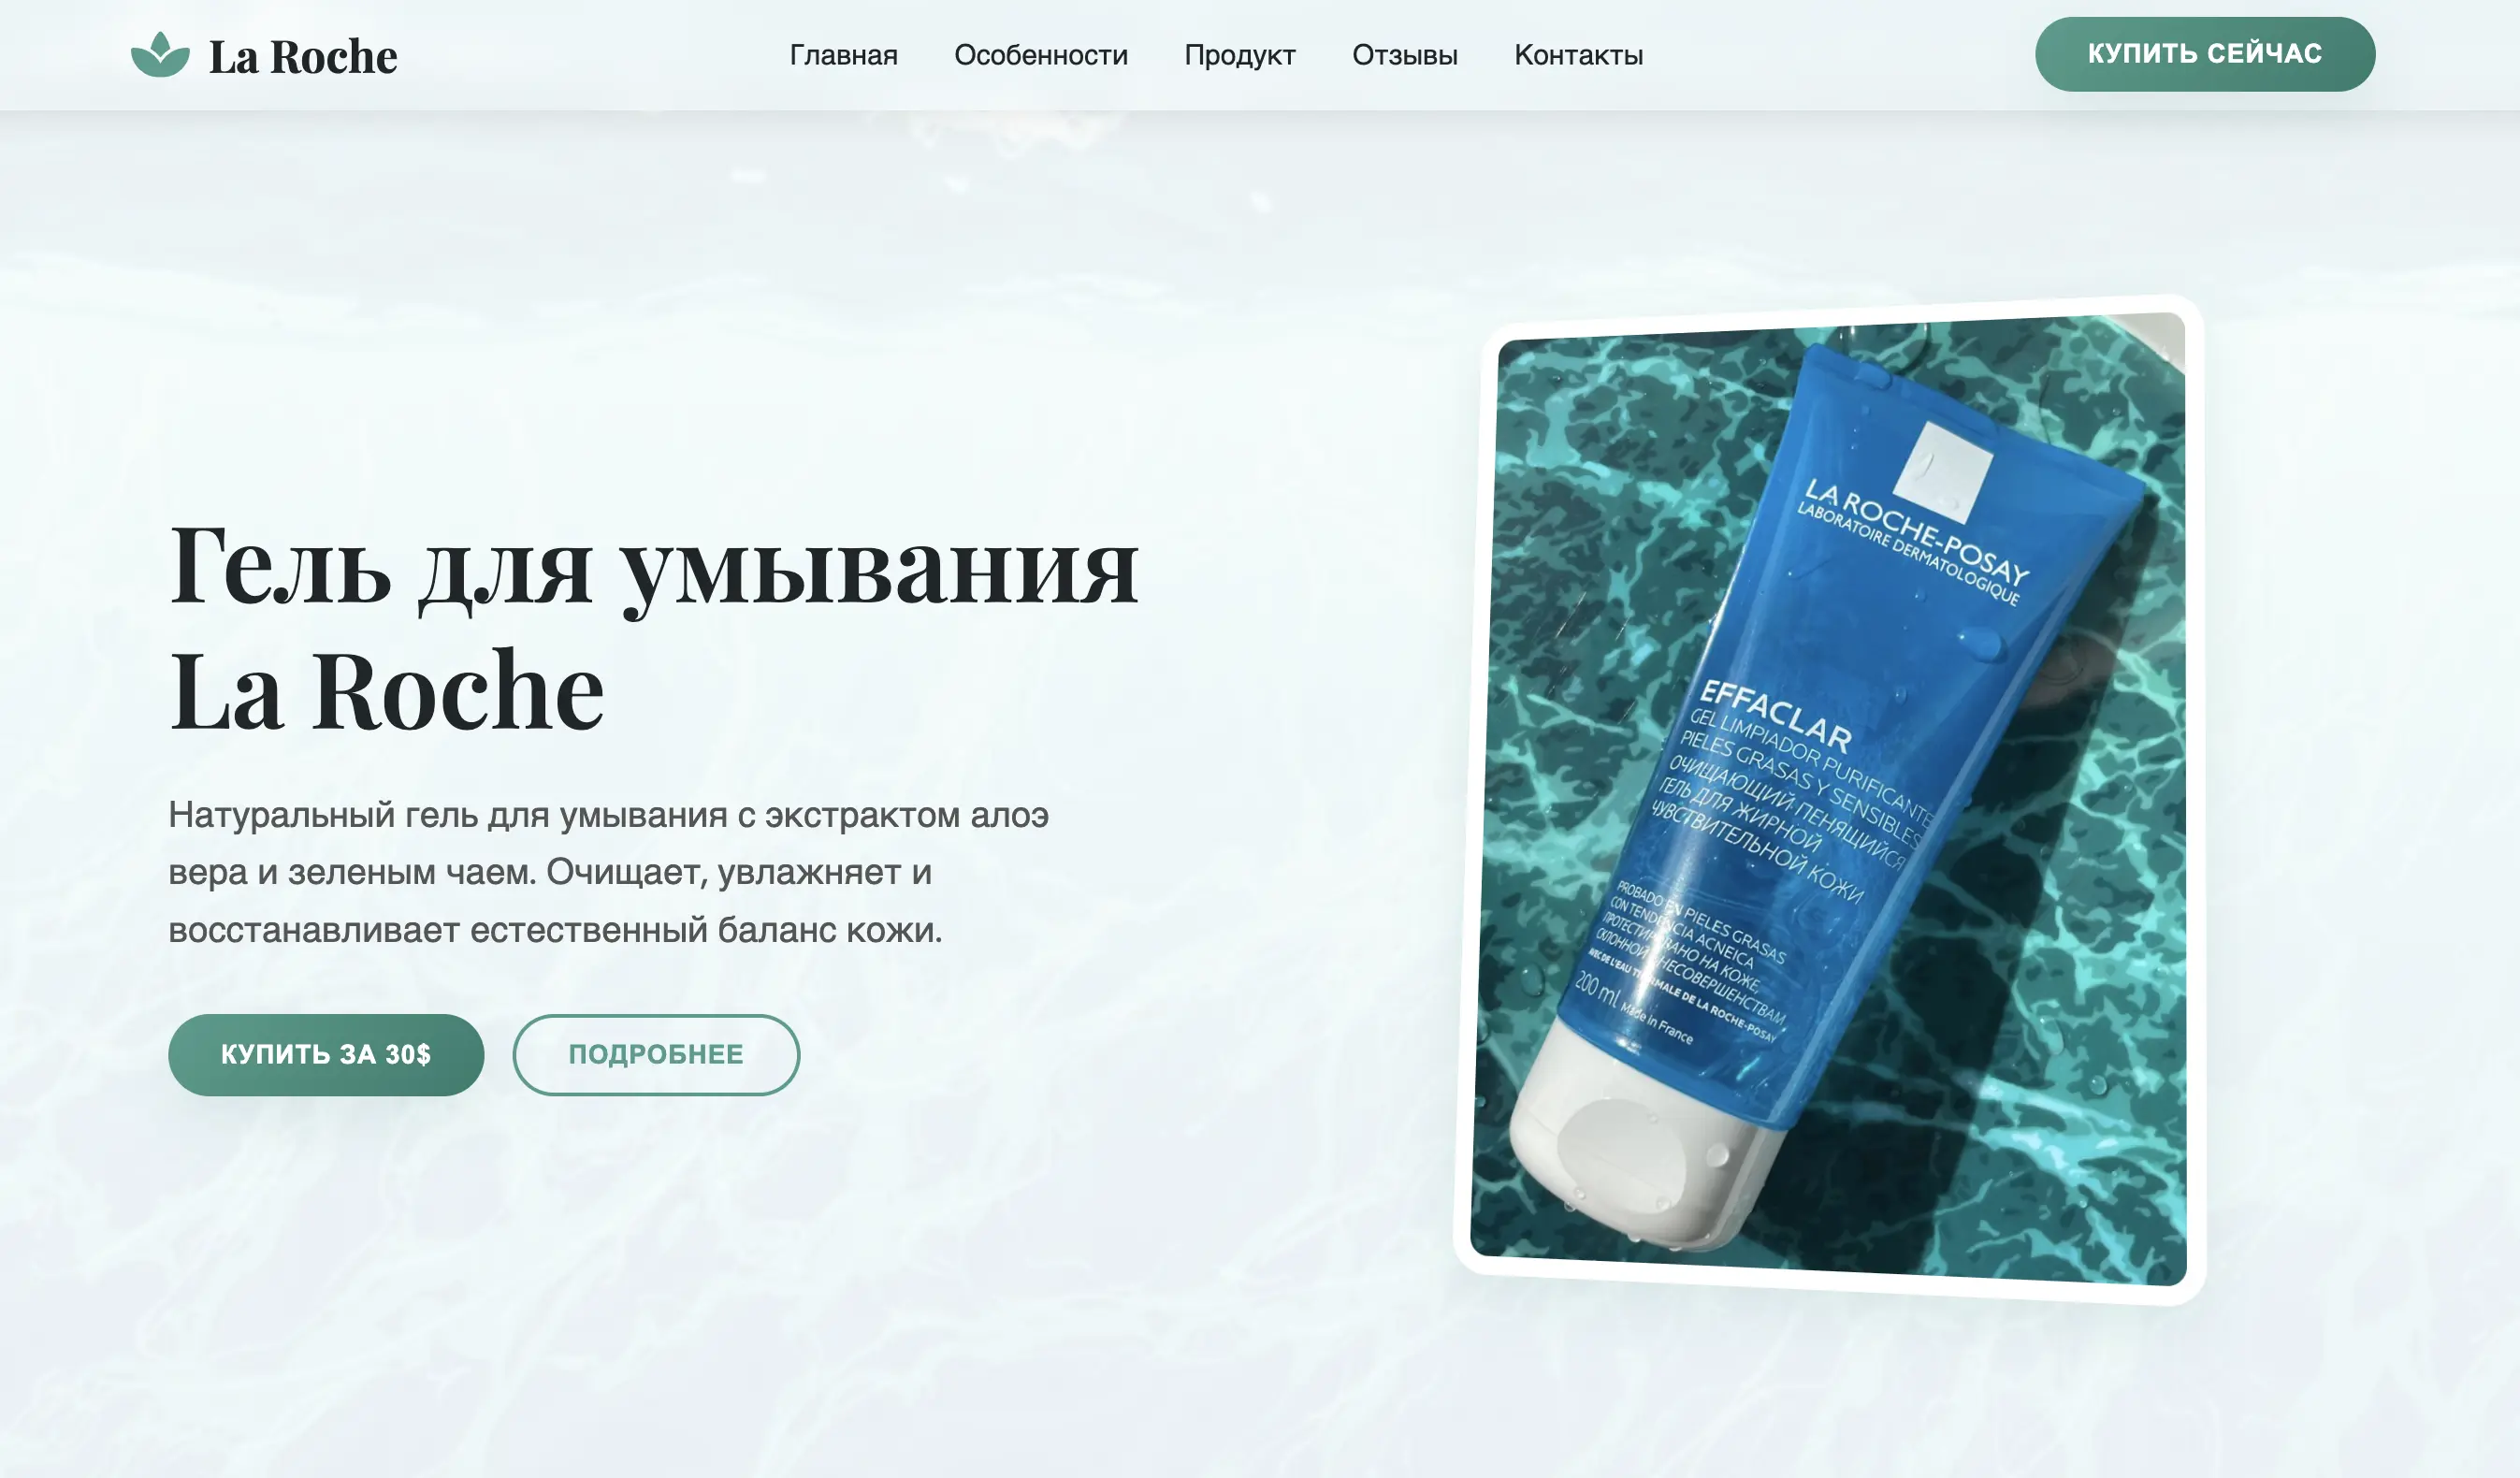 La Roche
Главная
Особенности
Продукт
Отзывы
Контакты
КУПИТЬ СЕЙЧАС
Гель для умывания
La Roche
Натуральный гель для умывания с экстрактом алоэ
вера и зеленым чаем. Очищает, увлажняет и
восстанавливает естественный баланс кожи.
КУПИТЬ ЗА 30$
ПОДРОБНЕЕ
LA ROCHE-POSAY
LABORATOIRE DERMATOLOGIQUE
EFFACLAR
GEL LIMPIADOR PURIFICANTE
PIELES GRASAS Y SENSIBLES
ОЧИЩАЮЩИЙ ПЕНЯЩИЙСЯ
ГЕЛЬ ДЛЯ ЖИРНОЙ
ЧУВСТВИТЕЛЬНОЙ КОЖИ
PROBADO EN PIELES GRASAS
CON TENDENCIA ACNEICA
ПРОТЕСТИРОВАНО НА КОЖЕ,
СКЛОННОЙ К НЕСОВЕРШЕНСТВАМ
AVEC DE L'EAU THERMALE DE LA ROCHE-POSAY
200 ml Made in France